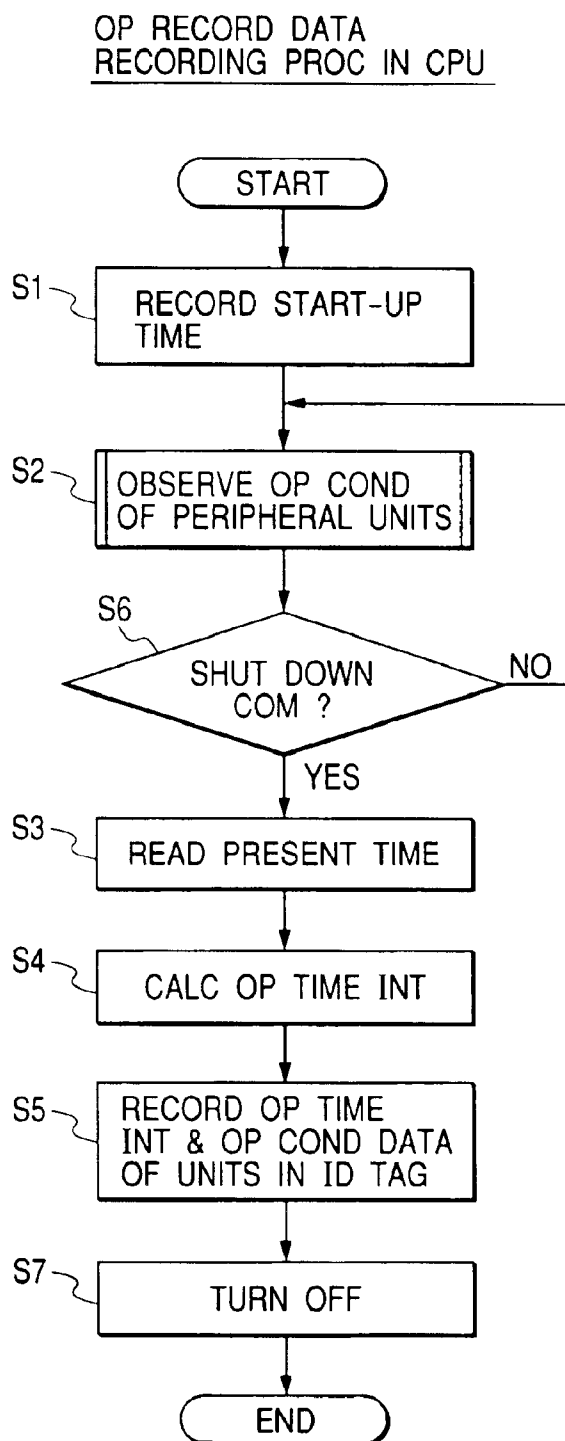 OP RECORD DATA
RECORDING PROC IN CPU
START
S1
RECORD START-UP
TIME
S2
OBSERVE OP COND
OF PERIPHERAL UNITS
S6
SHUT DOWN
COM ?
NO
YES
S3
READ PRESENT TIME
S4
CALC OP TIME INT
S5
RECORD OP TIME
INT & OP COND DATA
OF UNITS IN ID TAG
S7
TURN OFF
END